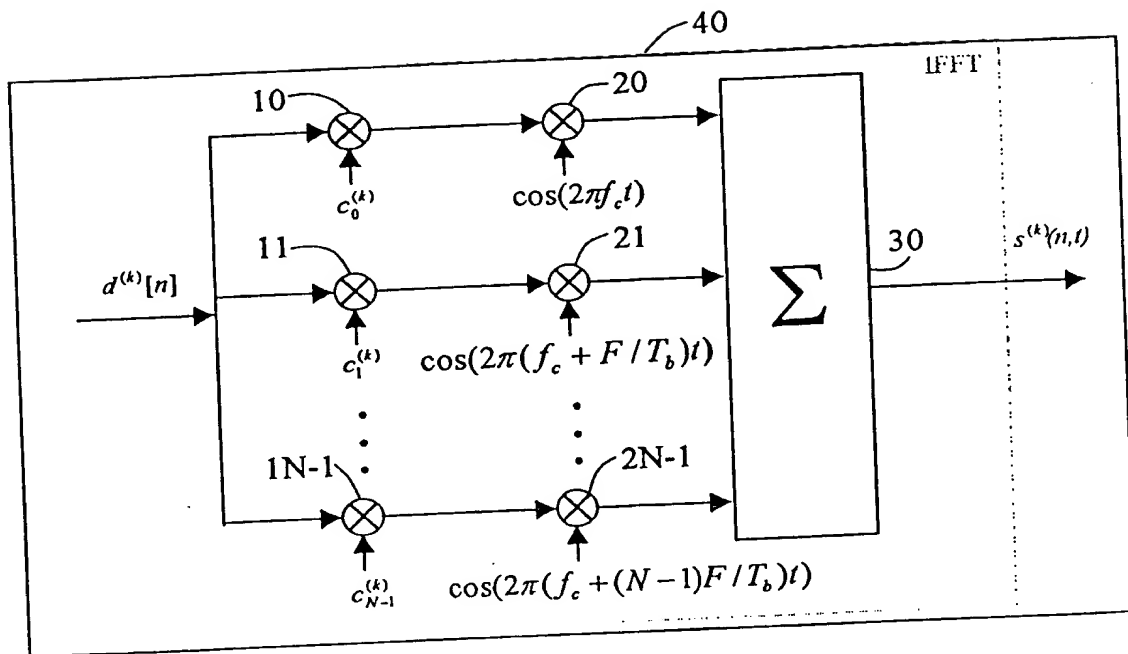 40
IFFT
10
20
c_0^{(k)}
cos(2πf_c t)
11
21
30
s^{(k)}(n,t)
d^{(k)}[n]
Σ
c_1^{(k)}
cos(2π(f_c + F / T_b)t)
1N-1
2N-1
c_{N-1}^{(k)}
cos(2π(f_c + (N − 1)F / T_b)t)